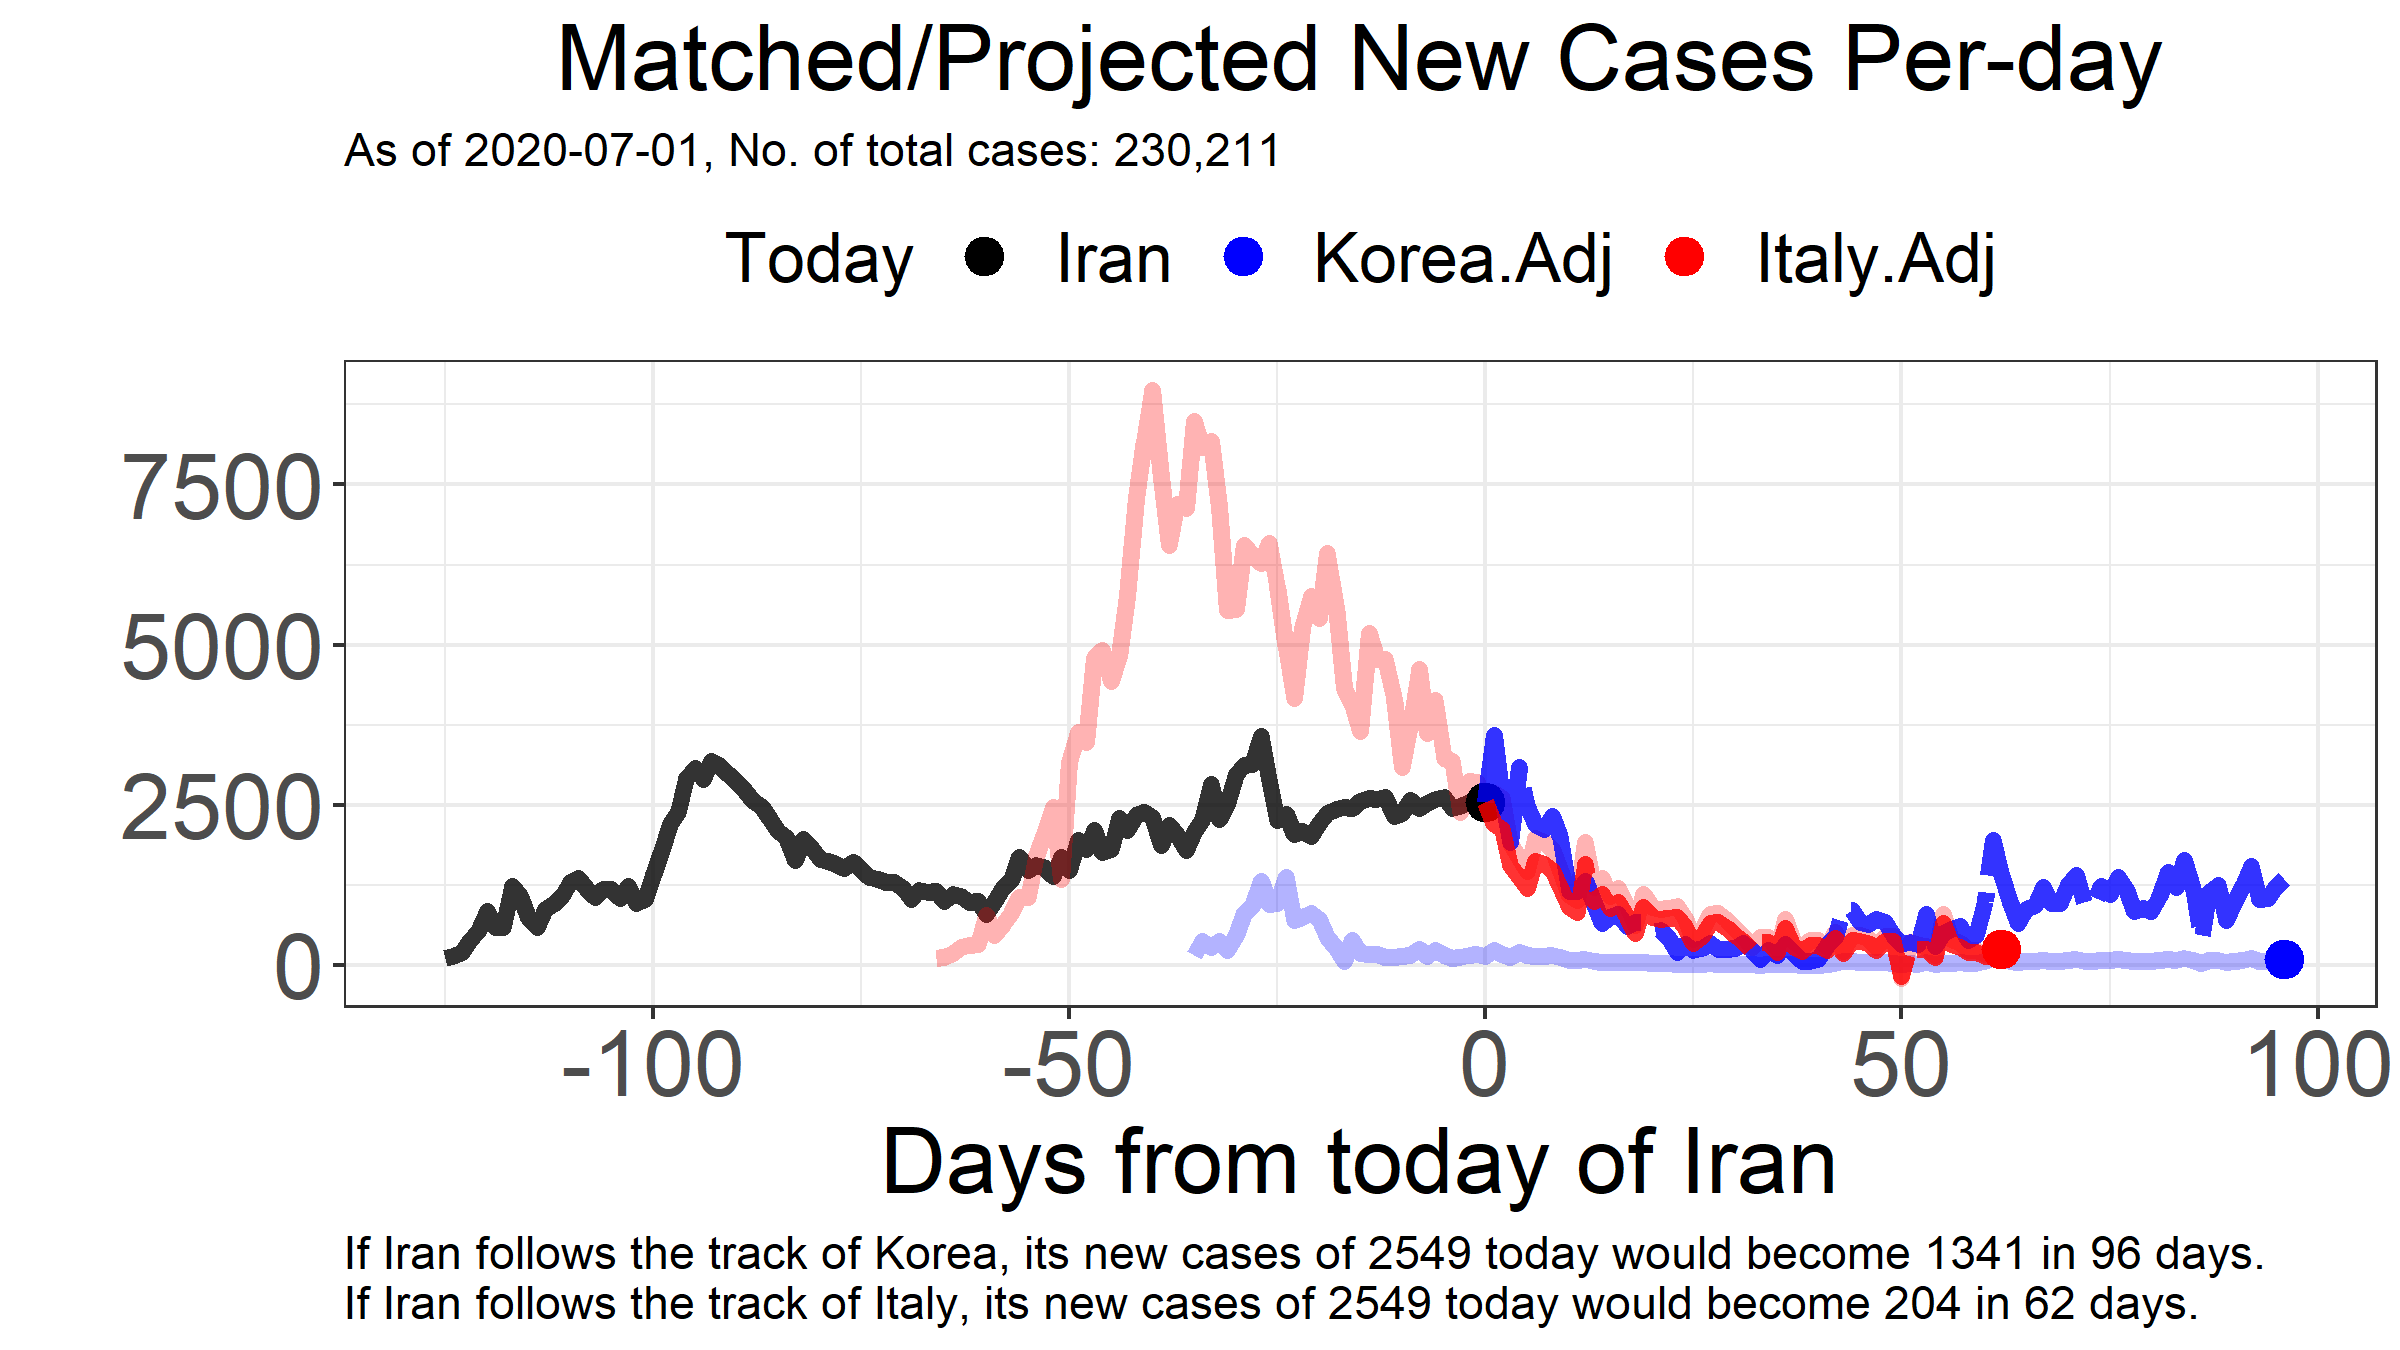 Matched/Projected New Cases Per-day
As of 2020-07-01, No. of total cases: 230,211
Today Iran Korea.Adj Italy.Adj
7500
5000
2500
0
-100 -50 0 50 100
Days from today of Iran
If Iran follows the track of Korea, its new cases of 2549 today would become 1341 in 96 days.
If Iran follows the track of Italy, its new cases of 2549 today would become 204 in 62 days.